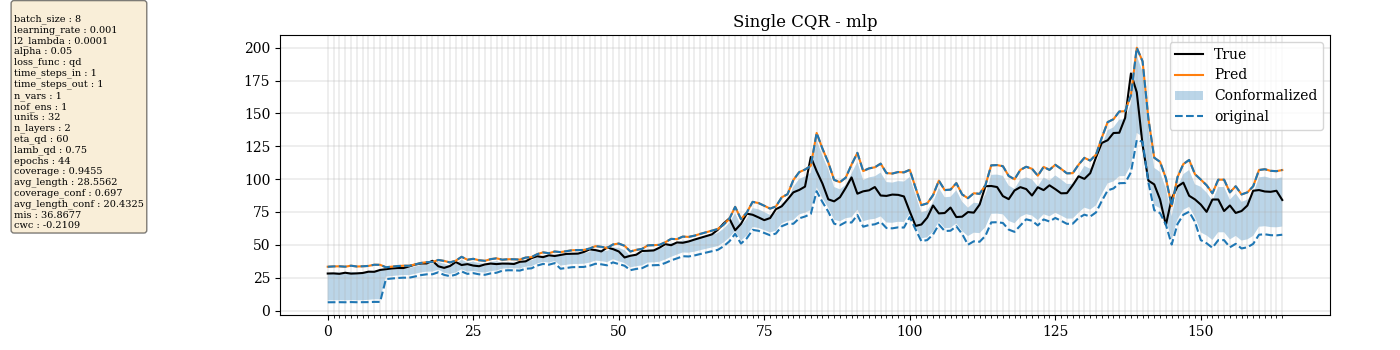 batch_size : 8
learning_rate : 0.001
l2_lambda : 0.0001
alpha : 0.05
loss_func : qd
time_steps_in : 1
time_steps_out : 1
n_vars : 1
nof_ens : 1
units : 32
n_layers : 2
eta_qd : 60
lamb_qd : 0.75
epochs : 44
coverage : 0.9455
avg_length : 28.5562
coverage_conf : 0.697
avg_length_conf : 20.4325
mis : 36.8677
cwc : -0.2109
Single CQR - mlp
200
175
150
125
100
75
50
25
0
True
Pred
Conformalized
original
0 25 50 75 100 125 150